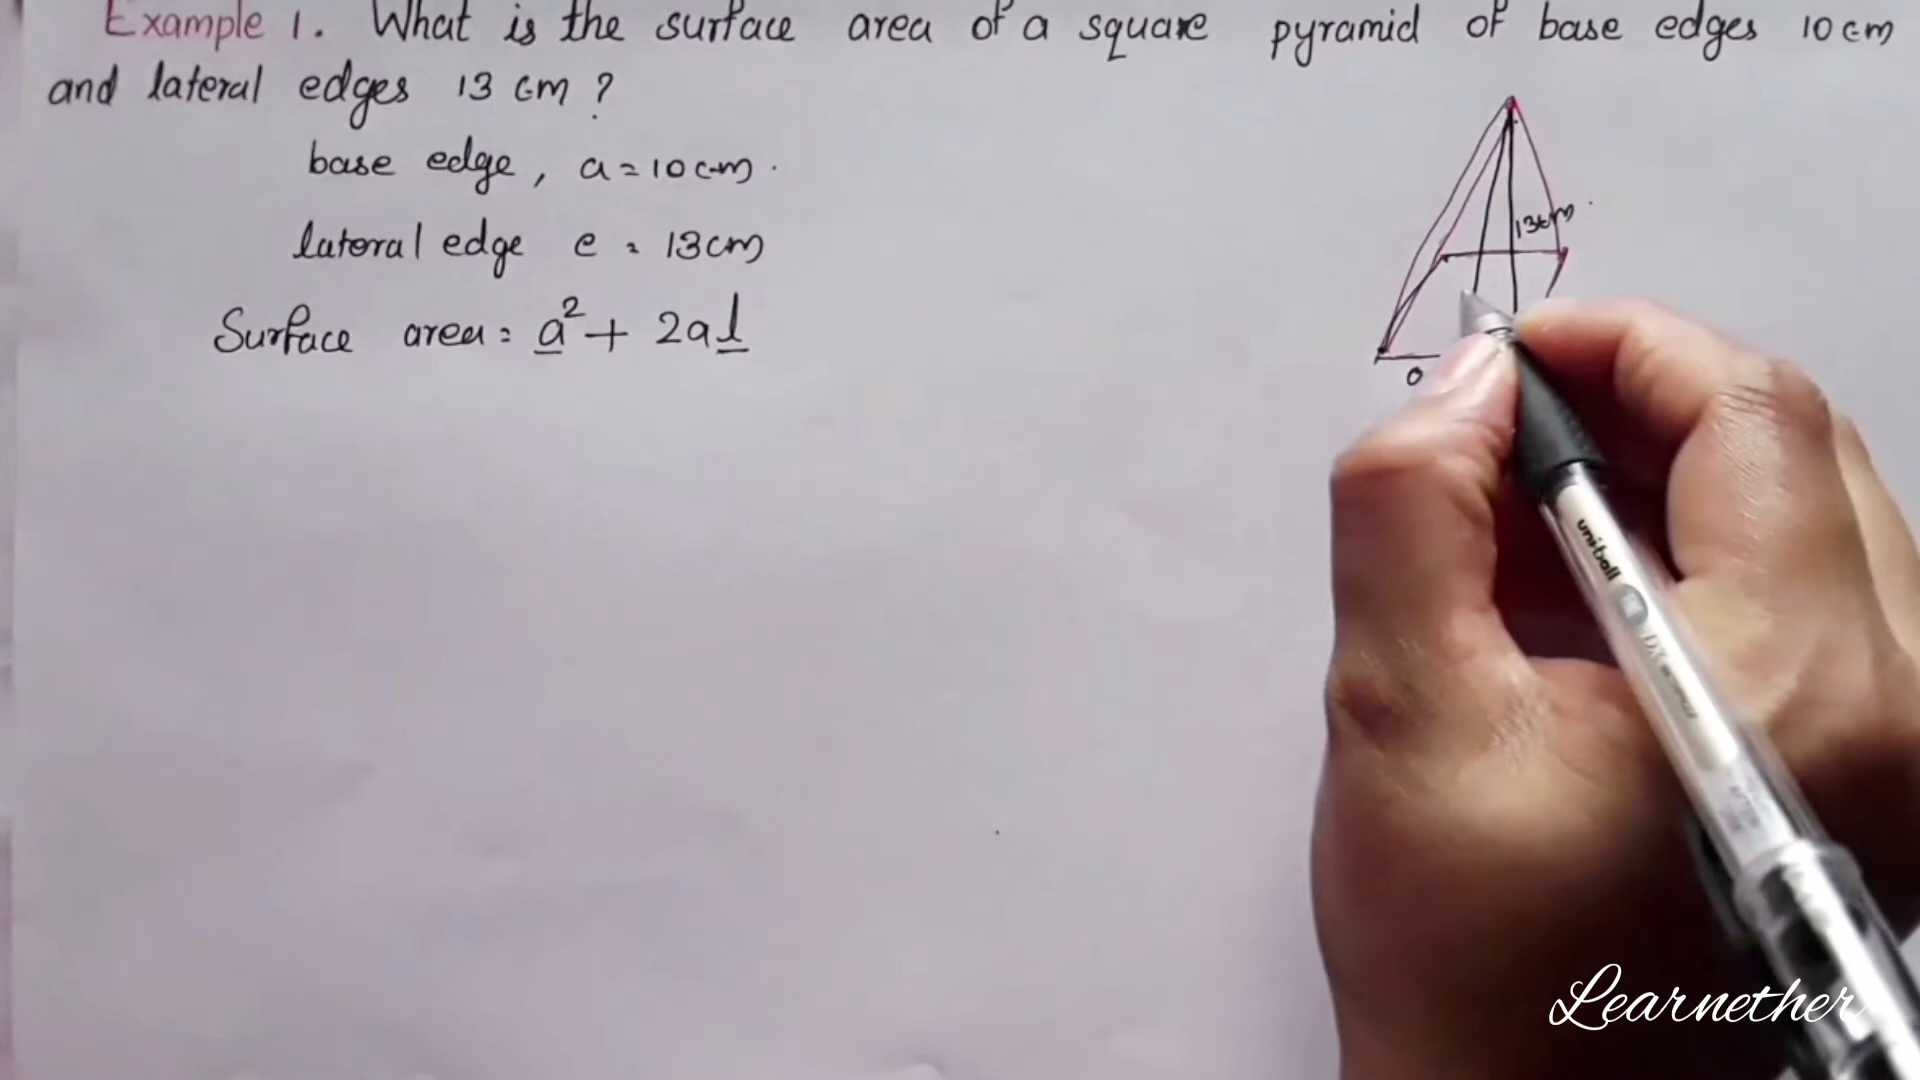 Example 1. What is the surface area of a square pyramid of base edges 10 cm
and lateral edges 13 cm ?
base edge, a = 10 cm.
lateral edge e = 13cm
Surface area = a² + 2al
13cm
uniball
Learnether